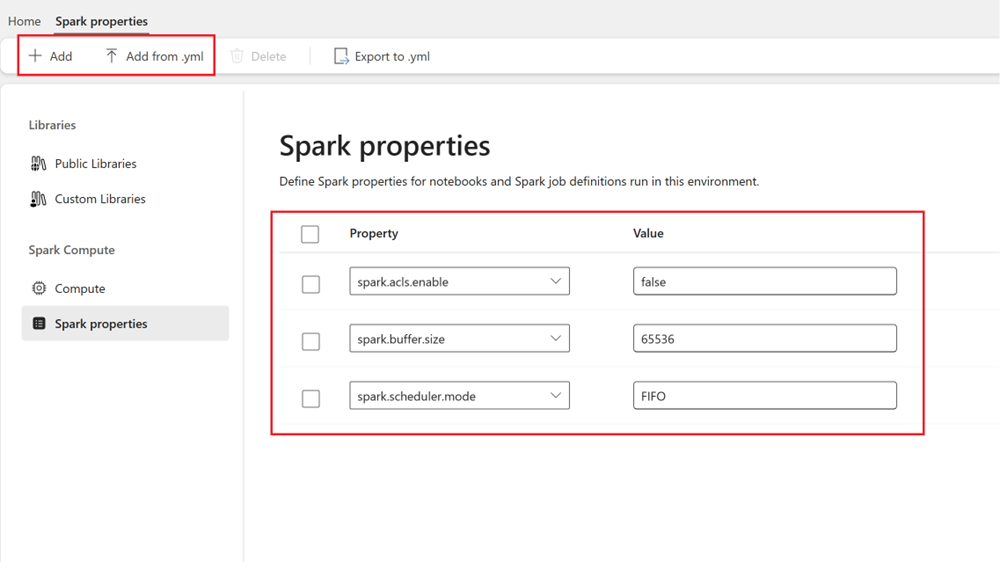 Home Spark properties
Add Add from .yml Delete Export to .yml
Libraries
Public Libraries
Custom Libraries
Spark Compute
Compute
Spark properties
Spark properties
Define Spark properties for notebooks and Spark job definitions run in this environment.
Property Value
spark.acls.enable false
spark.buffer.size 65536
spark.scheduler.mode FIFO